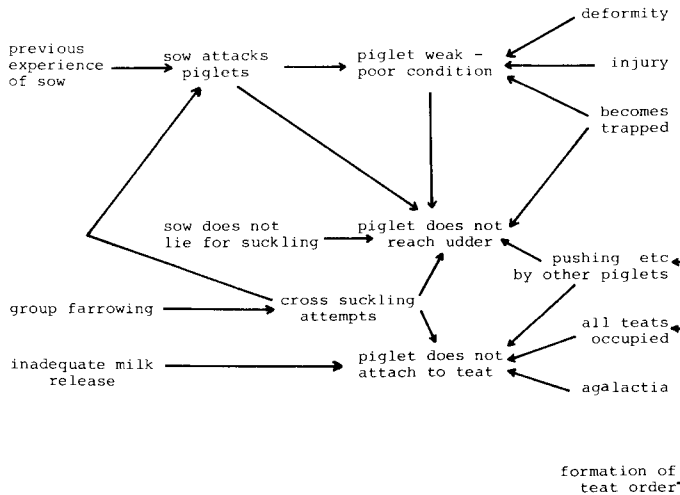 deformity
previous
experience
of sow
sow attacks
piglets
piglet weak –
poor condition
injury
becomes
trapped
sow does not
lie for suckling
piglet does not
reach udder
pushing etc
by other piglets
group farrowing
cross suckling
attempts
all teats
occupied
inadequate milk
release
piglet does not
attach to teat
agalactia
formation of
teat order